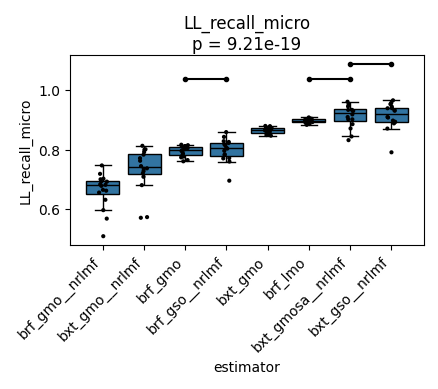 LL_recall_micro
p = 9.21e-19
1.0
0.8
0.6
LL_recall_micro
brf_gmo__nrlmf
bxt_gmo__nrlmf
brf_gmo
brf_gso__nrlmf
bxt_gmo
brf_lmo
bxt_gmosa__nrlmf
bxt_gso__nrlmf
estimator